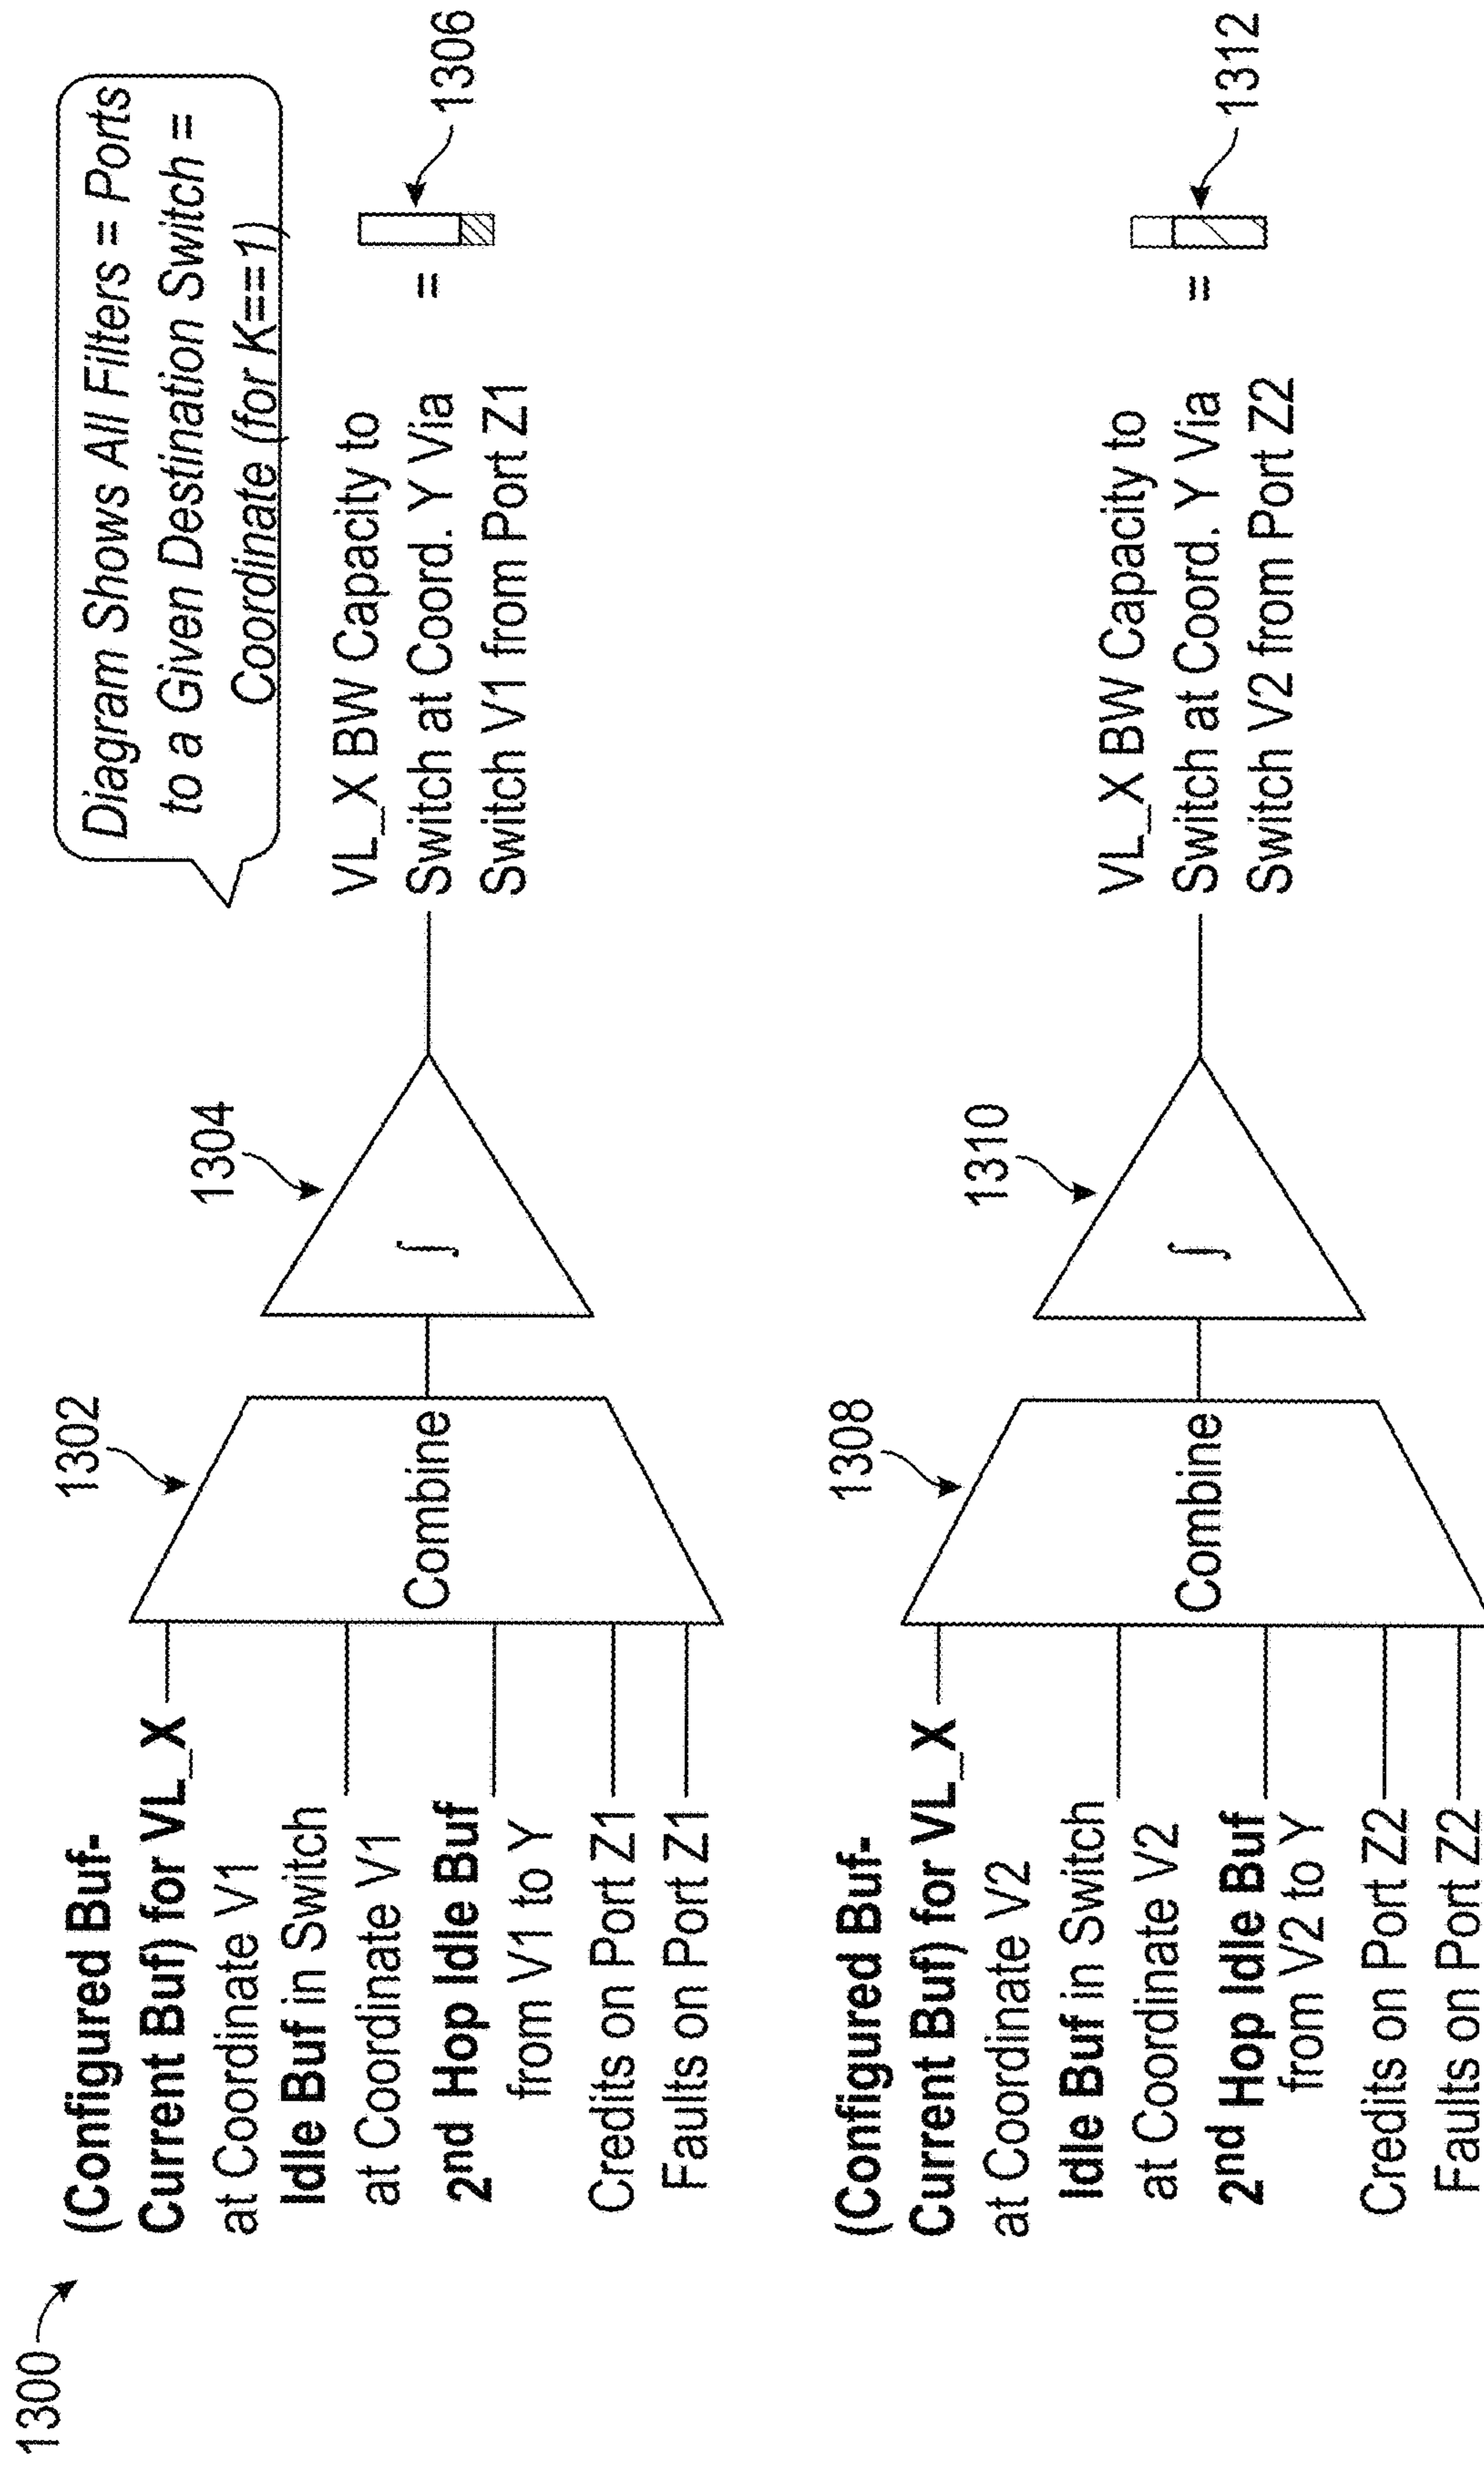 1300
Diagram Shows All Filters = Ports
to a Given Destination Switch =
Coordinate (for K==1)
(Configured Buf-
Current Buf) for VL_X
at Coordinate V1
Idle Buf in Switch
at Coordinate V1
2nd Hop Idle Buf
from V1 to Y
Credits on Port Z1
Faults on Port Z1
1302
Combine
1304
∫
VL_X BW Capacity to
Switch at Coord. Y Via
Switch V1 from Port Z1
=
1306
(Configured Buf-
Current Buf) for VL_X
at Coordinate V2
Idle Buf in Switch
at Coordinate V2
2nd Hop Idle Buf
from V2 to Y
Credits on Port Z2
Faults on Port Z2
1308
Combine
1310
∫
VL_X BW Capacity to
Switch at Coord. Y Via
Switch V2 from Port Z2
=
1312